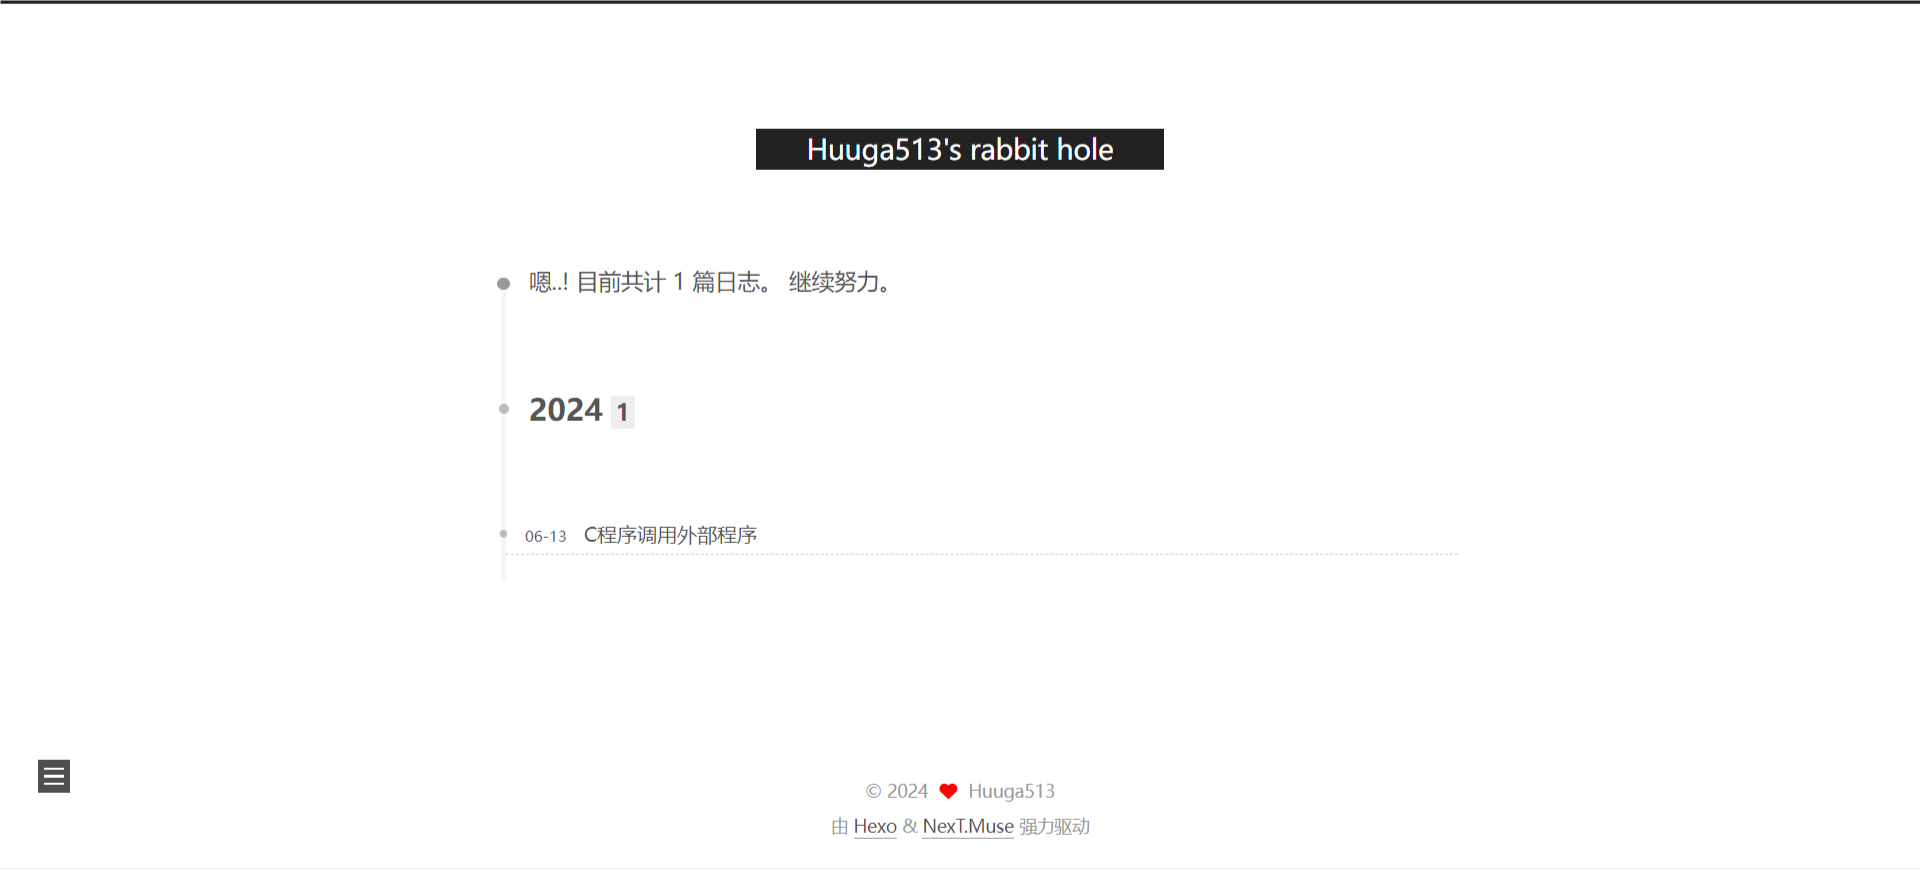 Huuga513's rabbit hole
嗯..! 目前共计 1 篇日志。 继续努力。
2024 1
06-13 C程序调用外部程序
© 2024 ❤ Huuga513
由 Hexo & NexT.Muse 强力驱动